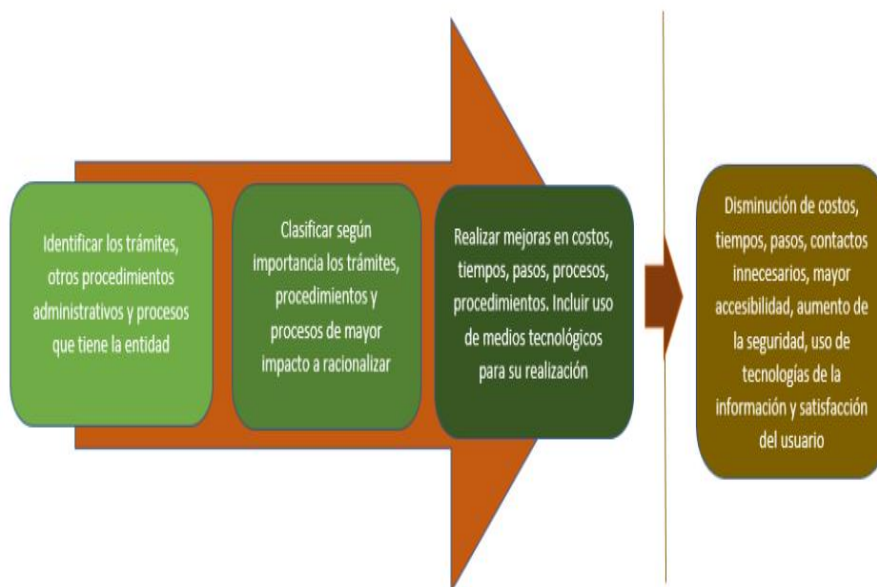 Identificar los trámites,
otros procedimientos
administrativos y procesos
que tiene la entidad
Clasificar según
importancia los trámites,
procedimientos y
procesos de mayor
impacto a racionalizar
Realizar mejoras en costos,
tiempos, pasos, procesos,
procedimientos. Incluir uso
de medios tecnológicos
para su realización
Disminución de costos,
tiempos, pasos, contactos
innecesarios, mayor
accesibilidad, aumento de
la seguridad, uso de
tecnologías de la
información y satisfacción
del usuario